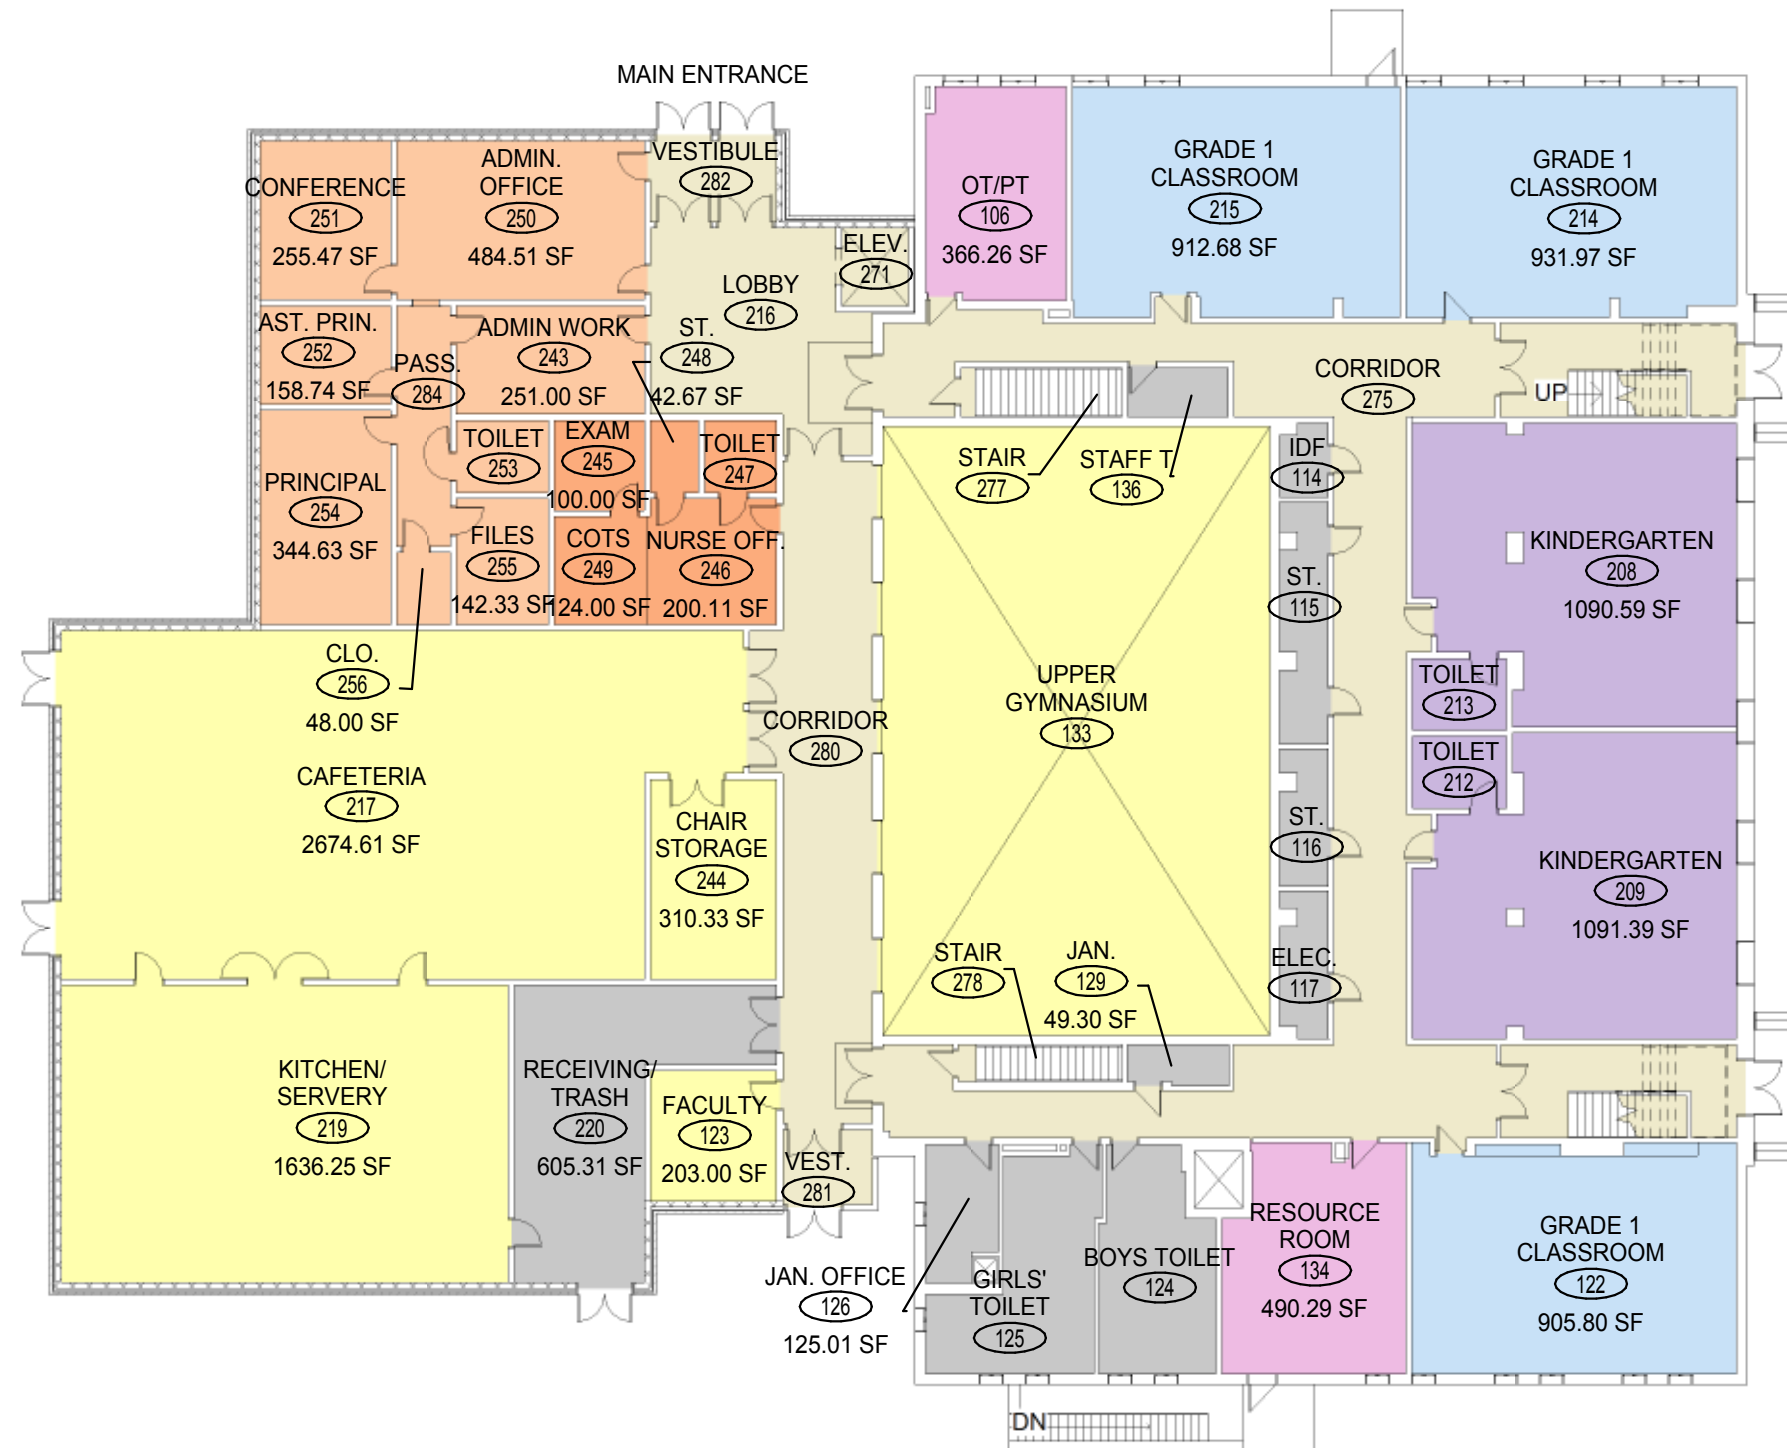 MAIN ENTRANCE
VESTIBULE
282
CONFERENCE
251
255.47 SF
ADMIN.
OFFICE
250
484.51 SF
ELEV.
271
LOBBY
216
OT/PT
106
366.26 SF
GRADE 1
CLASSROOM
215
912.68 SF
GRADE 1
CLASSROOM
214
931.97 SF
AST. PRIN.
252
158.74 SF
PASS.
284
ADMIN WORK
243
251.00 SF
ST.
248
42.67 SF
CORRIDOR
275
UP
PRINCIPAL
254
344.63 SF
TOILET
253
EXAM
245
100.00 SF
TOILET
247
STAIR
277
STAFF T
136
IDF
114
FILES
255
142.33 SF
COTS
249
124.00 SF
NURSE OFF.
246
200.11 SF
ST.
115
KINDERGARTEN
208
1090.59 SF
CLO.
256
48.00 SF
CORRIDOR
280
UPPER
GYMNASIUM
133
TOILET
213
TOILET
212
CAFETERIA
217
2674.61 SF
CHAIR
STORAGE
244
310.33 SF
ST.
116
KINDERGARTEN
209
1091.39 SF
STAIR
278
JAN.
129
49.30 SF
ELEC.
117
KITCHEN/
SERVERY
219
1636.25 SF
RECEIVING/
TRASH
220
605.31 SF
FACULTY
123
203.00 SF
VEST.
281
JAN. OFFICE
126
125.01 SF
GIRLS'
TOILET
125
BOYS TOILET
124
RESOURCE
ROOM
134
490.29 SF
GRADE 1
CLASSROOM
122
905.80 SF
DN